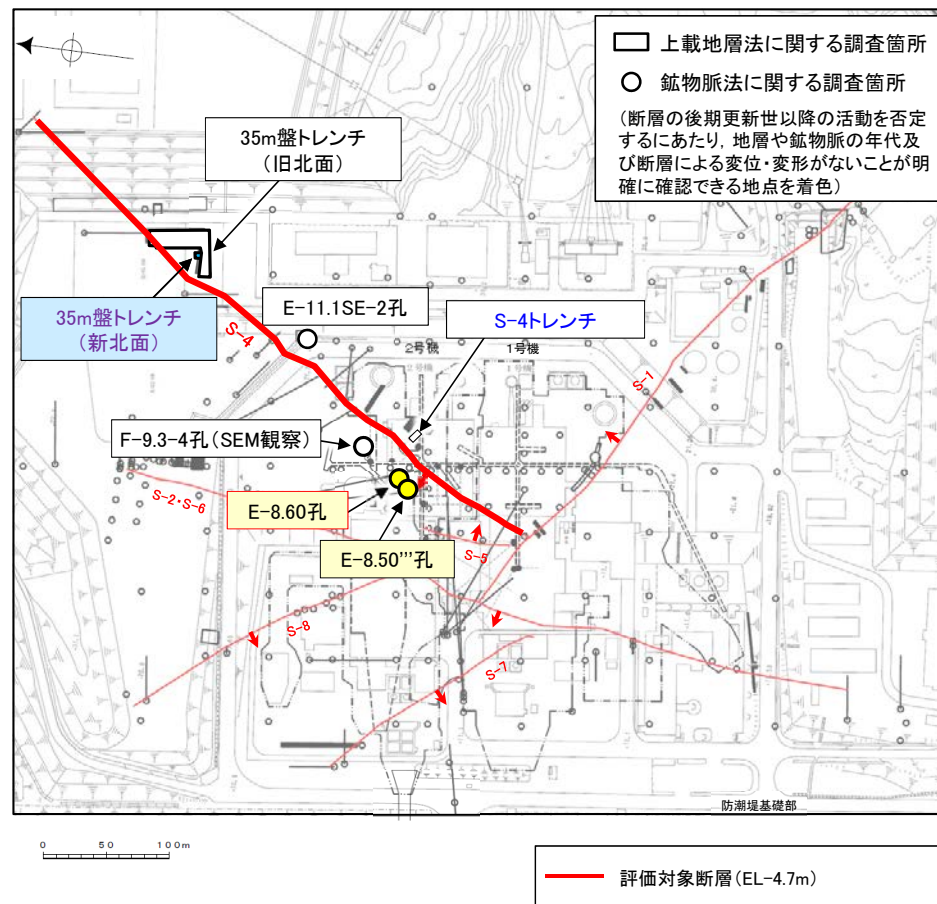 上載地層法に関する調査箇所
鉱物脈法に関する調査箇所
(断層の後期更新世以降の活動を否定
するにあたり, 地層や鉱物脈の年代及
び断層による変位・変形がないことが明
確に確認できる地点を着色)
35m盤トレンチ
(旧北面)
35m盤トレンチ
(新北面)
E-11.1SE-2孔
S-4トレンチ
S-4
2号機
1号機
S-1
F-9.3-4孔(SEM観察)
S-2・S-6
E-8.60孔
E-8.50'''孔
S-5
S-8
S-7
防潮堤基礎部
0 50 100m
評価対象断層(EL-4.7m)